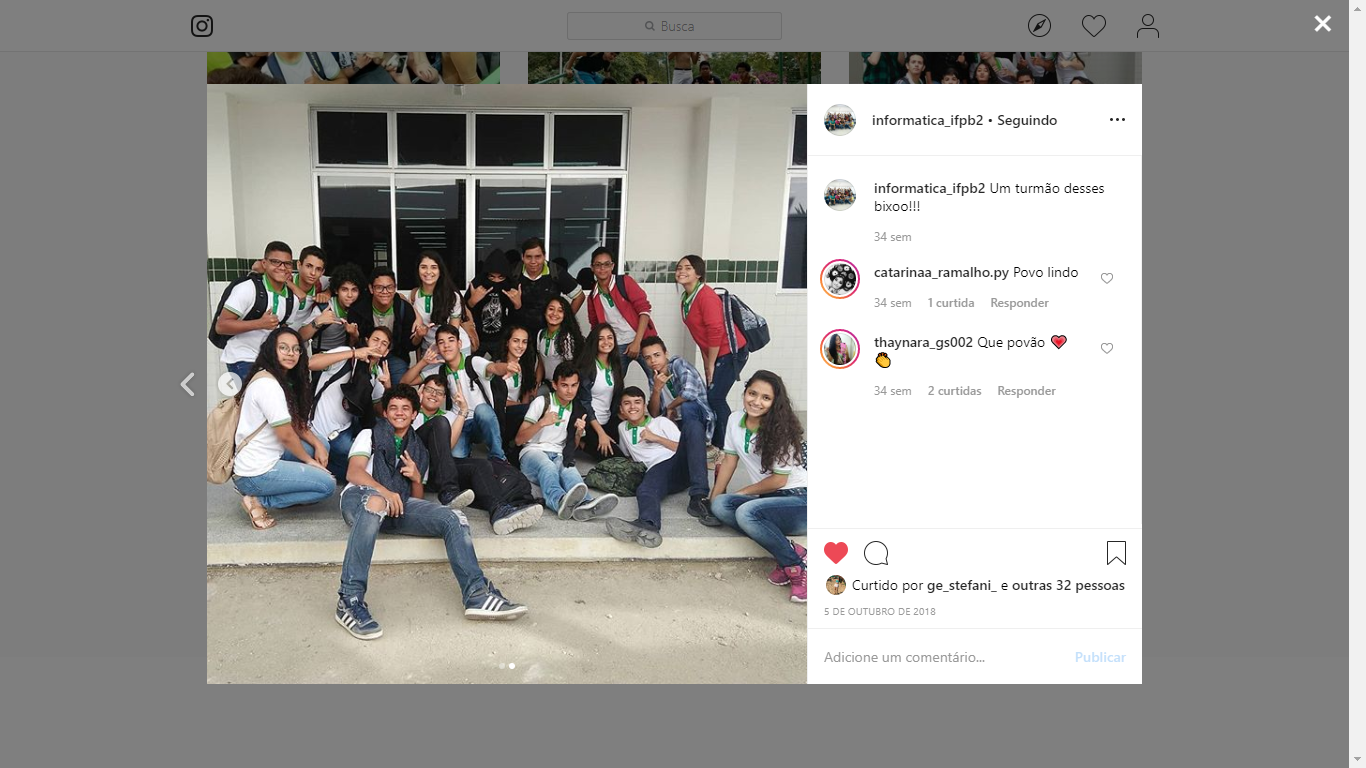 Busca
informatica_ifpb2 • Seguindo
informatica_ifpb2 Um turmão desses
bixoo!!!
34 sem
catarinaa_ramalho.py Povo lindo
34 sem 1 curtida Responder
thaynara_gs002 Que povão ❤️
👏
34 sem 2 curtidas Responder
Curtido por ge_stefani_ e outras 32 pessoas
5 DE OUTUBRO DE 2018
Adicione um comentário... Publicar